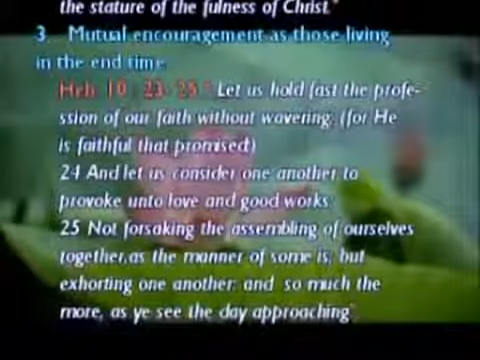 the stature of the fulness of Christ."
3. Mutual encouragement as those living
in the end time.
Heb. 10 : 23-25 " Let us hold fast the profe-
ssion of our faith without wavering; (for He
is faithful that promised;)
24 And let us consider one another to
provoke unto love and good works:
25 Not forsaking the assembling of ourselves
together, as the manner of some is; but
exhorting one another: and so much the
more, as ye see the day approaching".